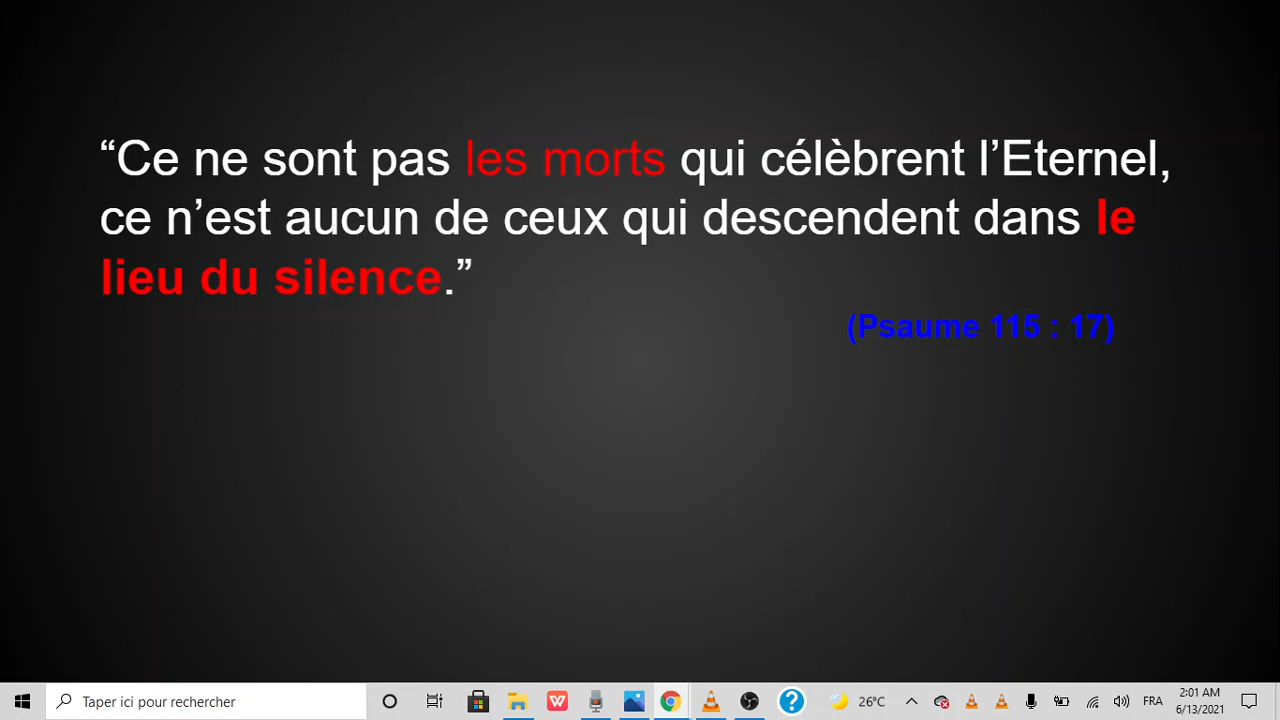 “Ce ne sont pas les morts qui célèbrent l’Eternel,
ce n’est aucun de ceux qui descendent dans le
lieu du silence.”
(Psaume 115 : 17)
Taper ici pour rechercher
W
?
26°C
FRA
2:01 AM
6/13/2021